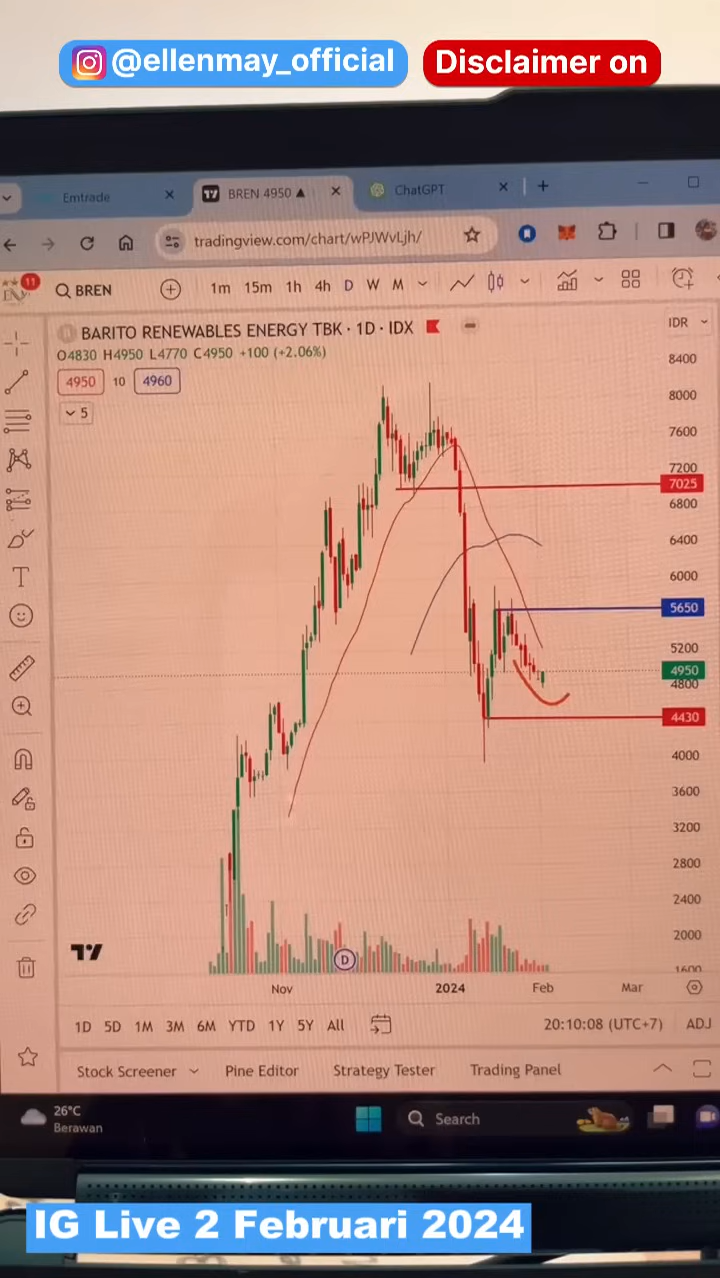 @ellenmay_official
Disclaimer on
Emtrade
BREN 4950 ▲
ChatGPT
tradingview.com/chart/wPJWvLjh/
11
BREN
1m 15m 1h 4h D W M
BARITO RENEWABLES ENERGY TBK · 1D · IDX
IDR
O4830 H4950 L4770 C4950 +100 (+2.06%)
4950 10 4960
5
8400
8000
7600
7200
7025
6800
6400
6000
5650
5200
4950
4800
4430
4000
3600
3200
2800
2400
2000
1600
D
Nov 2024 Feb Mar
1D 5D 1M 3M 6M YTD 1Y 5Y All
20:10:08 (UTC+7) ADJ
Stock Screener Pine Editor Strategy Tester Trading Panel
26°C
Berawan
Search
IG Live 2 Februari 2024